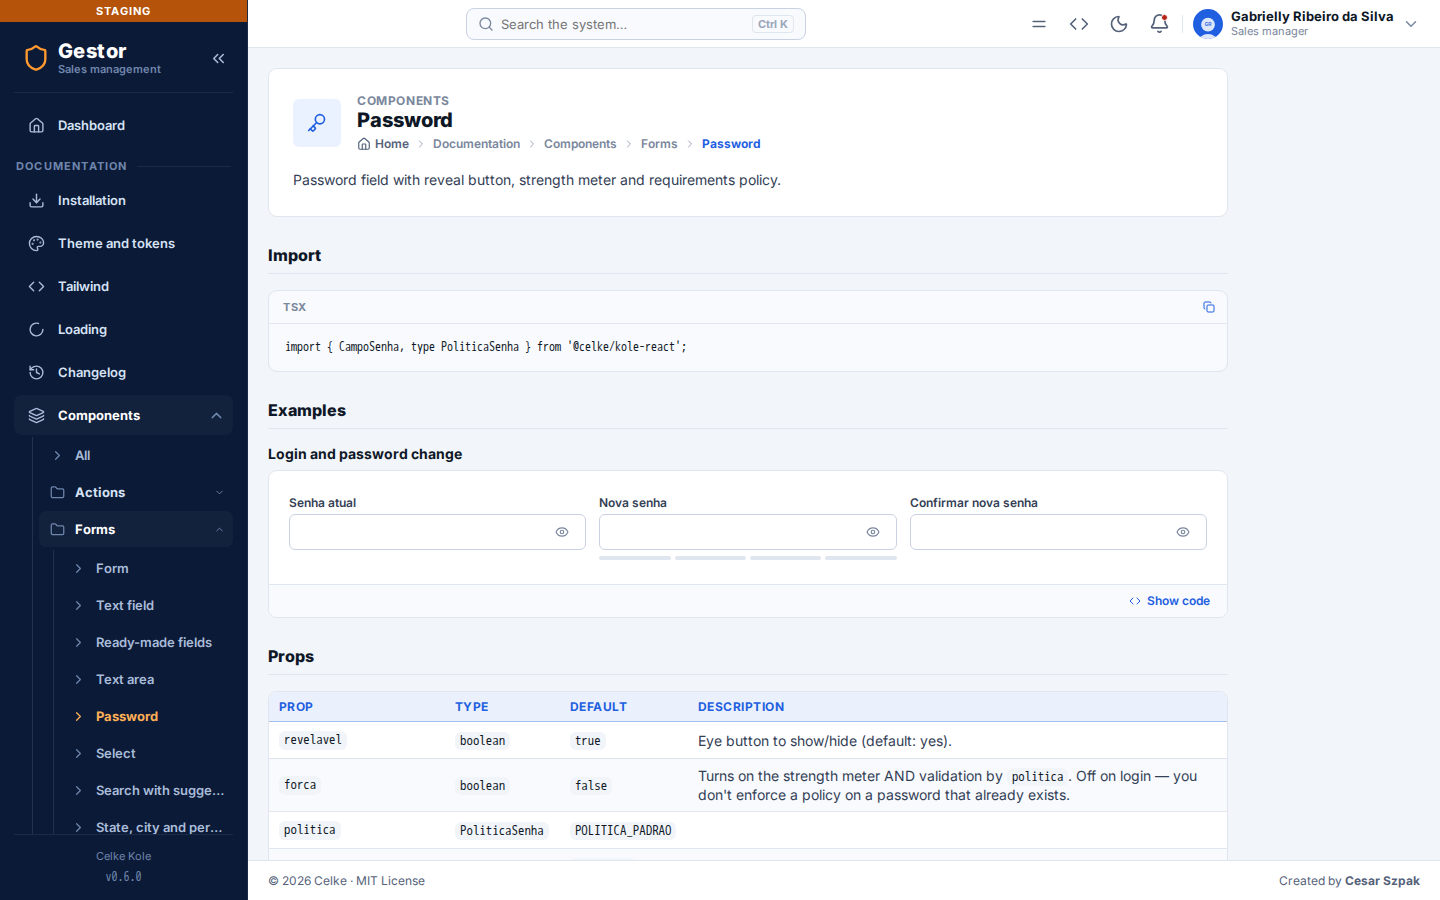 STAGING
Gestor
Sales management
Search the system...
Ctrl K
GR
Gabrielly Ribeiro da Silva
Sales manager
Dashboard
DOCUMENTATION
Installation
Theme and tokens
Tailwind
Loading
Changelog
Components
All
Actions
Forms
Form
Text field
Ready-made fields
Text area
Password
Select
Search with sugge...
State, city and per...
Celke Kole
v0.6.0
COMPONENTS
Password
Home
Documentation
Components
Forms
Password
Password field with reveal button, strength meter and requirements policy.
Import
TSX
import { CampoSenha, type PoliticaSenha } from '@celke/kole-react';
Examples
Login and password change
Senha atual
Nova senha
Confirmar nova senha
Show code
Props
PROP TYPE DEFAULT DESCRIPTION
revelavel boolean true Eye button to show/hide (default: yes).
forca boolean false Turns on the strength meter AND validation by politica. Off on login — you
don't enforce a policy on a password that already exists.
politica PoliticaSenha POLITICA_PADRAO
© 2026 Celke · MIT License
Created by Cesar Szpak